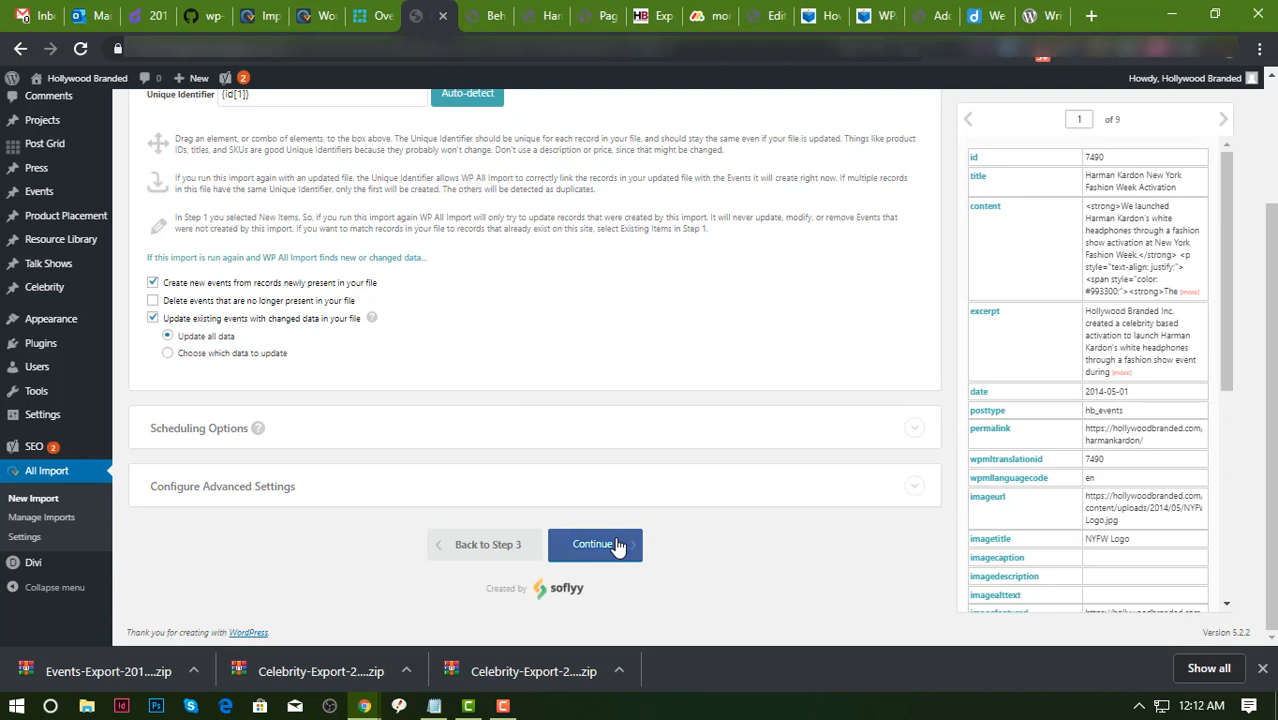 Inb
Ma
201
wp-
Imp
Wo
Ove
Beh
Har
Pag
HB Exp
mor
Edit
Hov
WP.
Add
We
Wri
Hollywood Branded 0 New 2
Howdy, Hollywood Branded
Comments
Projects
Post Grid
Press
Events
Product Placement
Resource Library
Talk Shows
Celebrity
Appearance
Plugins
Users
Tools
Settings
SEO 2
All Import
New Import
Manage Imports
Settings
Divi
Collapse menu
Unique Identifier {id[1]} Auto-detect
Drag an element, or combo of elements, to the box above. The Unique Identifier should be unique for each record in your file, and should stay the same even if your file is updated. Things like product
IDs, titles, and SKUs are good Unique Identifiers because they probably won't change. Don't use a description or price, since that might be changed.
If you run this import again with an updated file, the Unique Identifier allows WP All Import to correctly link the records in your updated file with the Events it will create right now. If multiple records
in this file have the same Unique Identifier, only the first will be created. The others will be detected as duplicates.
In Step 1 you selected New Items. So, if you run this import again WP All Import will only try to update records that were created by this import. It will never update, modify, or remove Events that
were not created by this import. If you want to match records in your file to records that already exist on this site, select Existing Items in Step 1.
If this import is run again and WP All Import finds new or changed data...
Create new events from records newly present in your file
Delete events that are no longer present in your file
Update existing events with changed data in your file ?
Update all data
Choose which data to update
Scheduling Options ?
Configure Advanced Settings
Back to Step 3
Continue
Created by soflyy
1 of 9
id 7490
title Harman Kardon New York
Fashion Week Activation
content <strong>We launched
Harman Kardon's white
headphones through a fashion
show activation at New York
Fashion Week.</strong> <p
style="text-align: justify;">
<span style="color:
#993300;"><strong>The [more]
excerpt Hollywood Branded Inc.
created a celebrity based
activation to launch Harman
Kardon's white headphones
through a fashion show event
during [more]
date 2014-05-01
posttype hb_events
permalink https://hollywoodbranded.com,
harmankardon/
wpmltranslationid 7490
wpmllanguagecode en
imageurl https://hollywoodbranded.com,
content/uploads/2014/05/NYFW
Logo.jpg
imagetitle NYFW Logo
imagecaption
imagedescription
imagealttext
Thank you for creating with WordPress.
Version 5.2.2
Events-Export-201....zip
Celebrity-Export-2....zip
Celebrity-Export-2....zip
Show all
12:12 AM